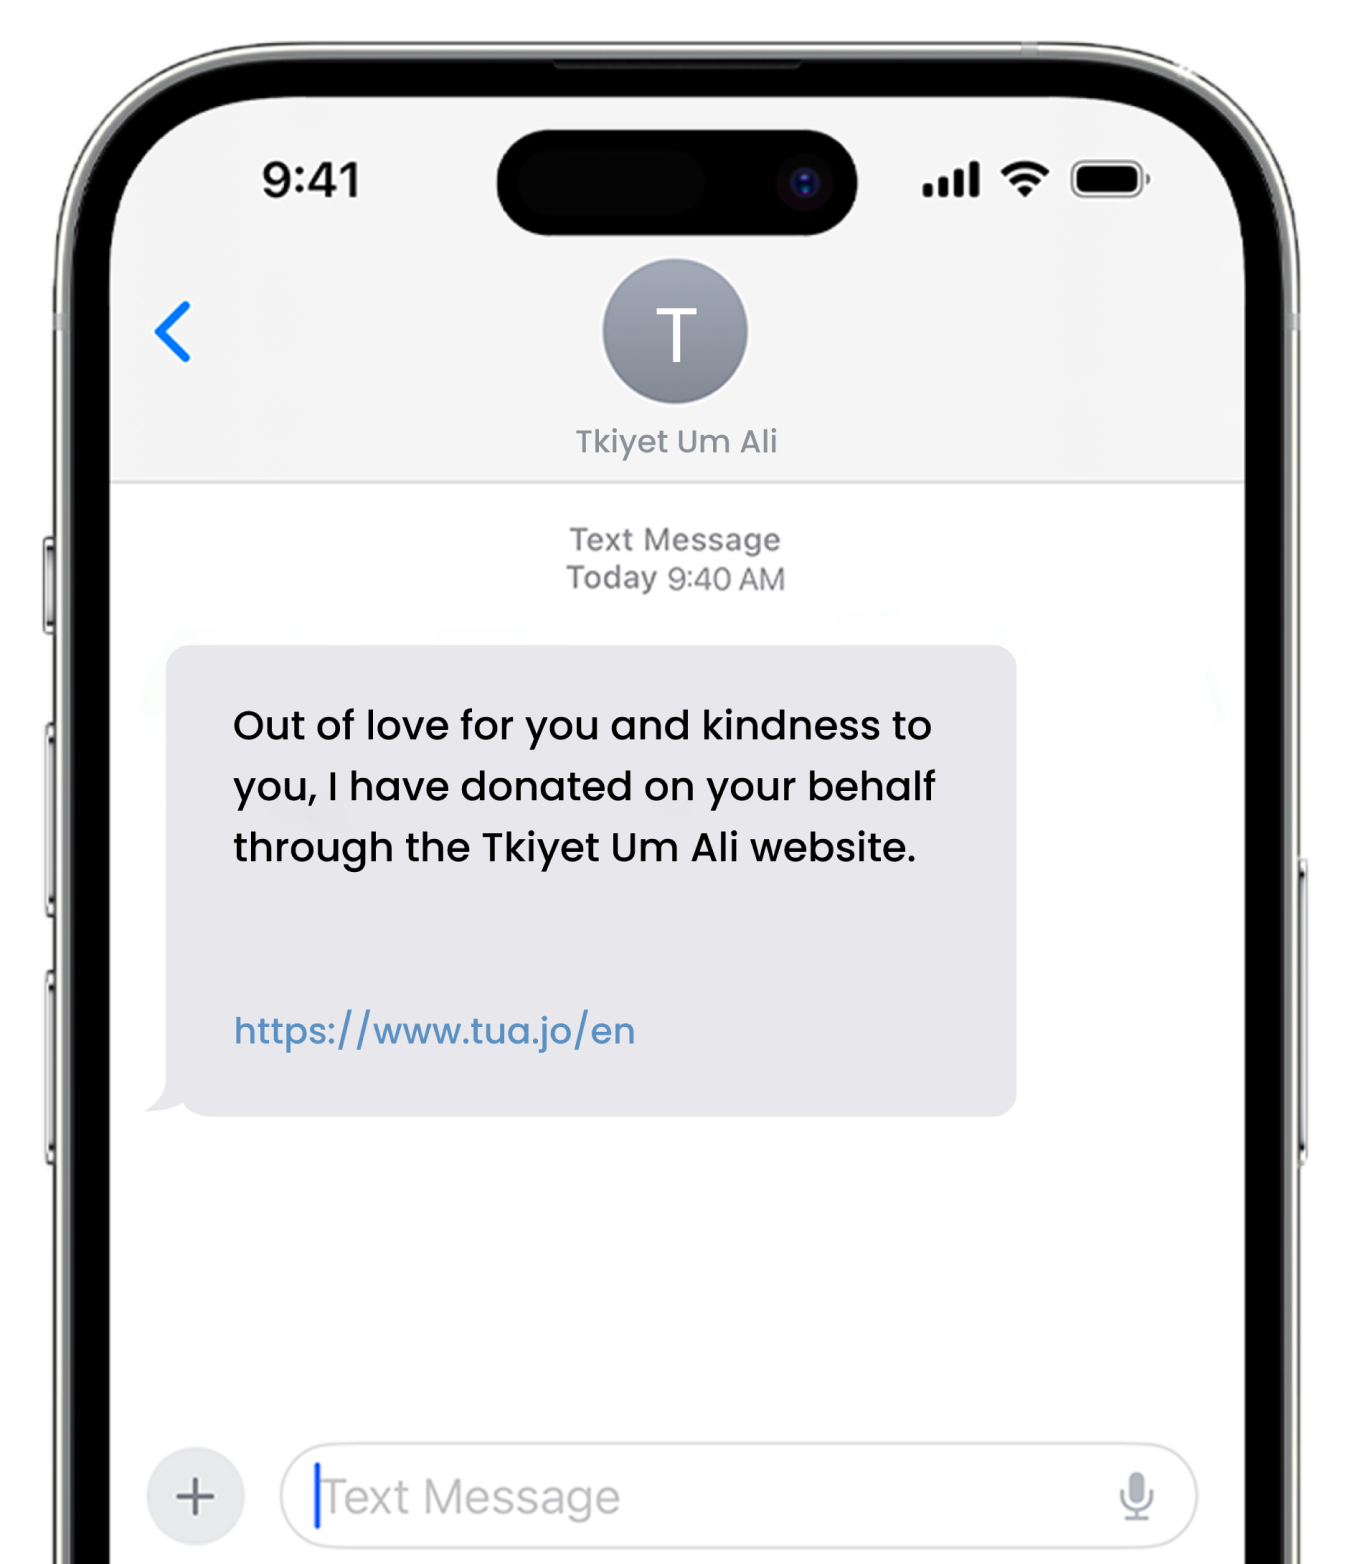 9:41
T
Tkiyet Um Ali
Text Message
Today 9:40 AM
Out of love for you and kindness to
you, I have donated on your behalf
through the Tkiyet Um Ali website.
https://www.tua.jo/en
Text Message